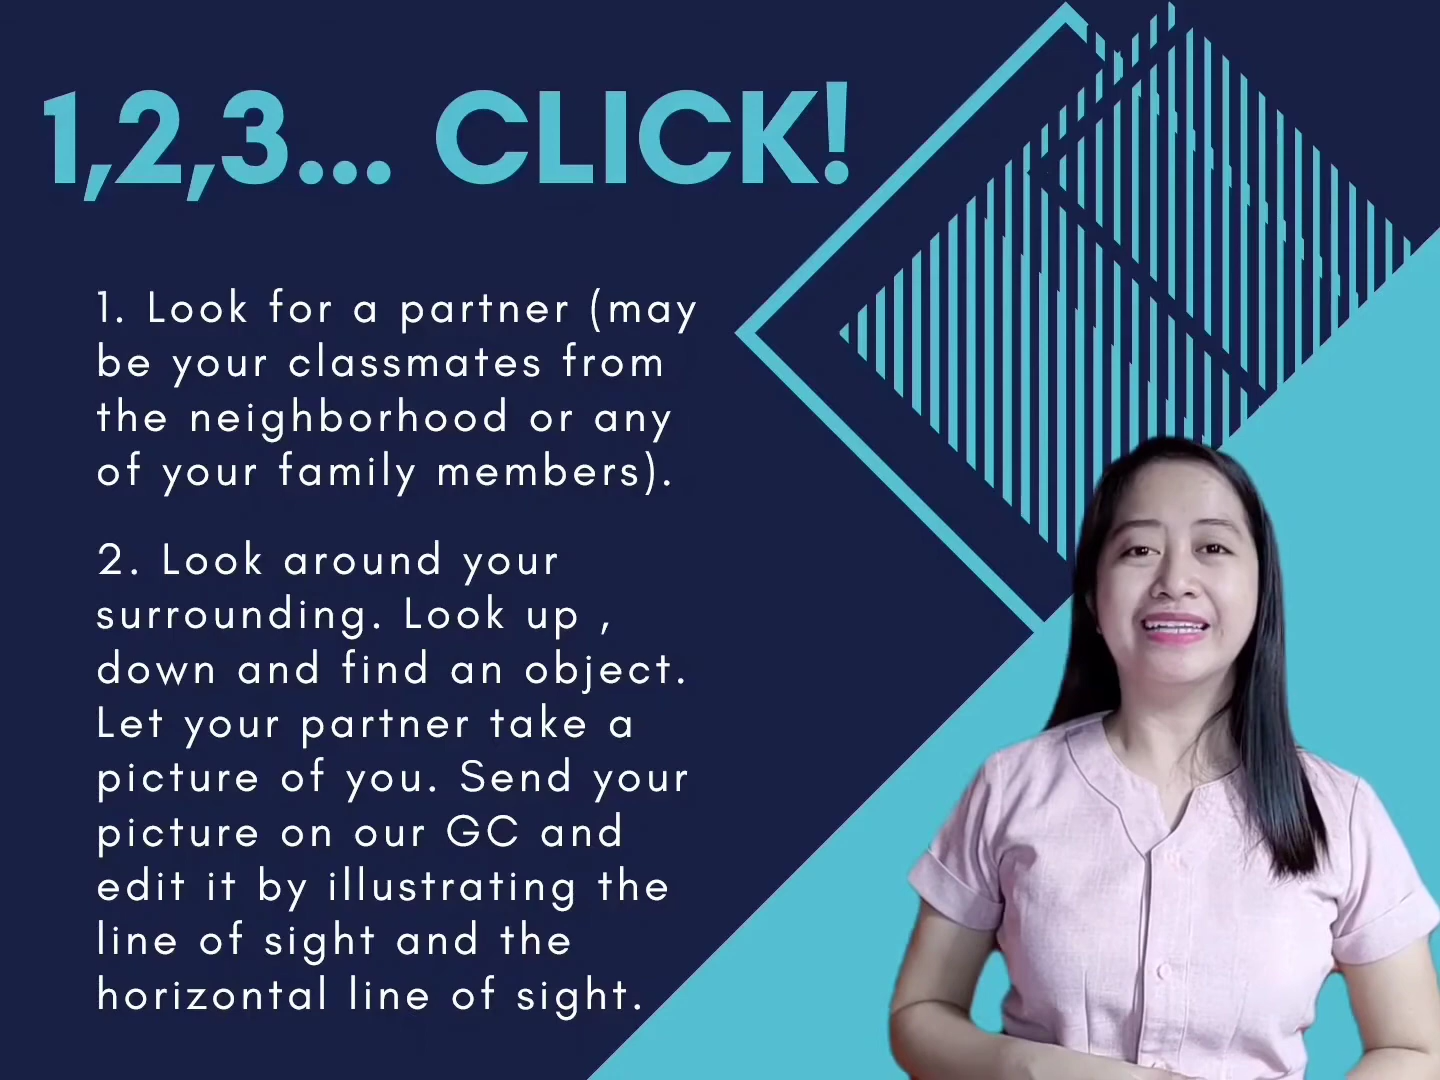 1,2,3... CLICK!
1. Look for a partner (may
be your classmates from
the neighborhood or any
of your family members).
2. Look around your
surrounding. Look up ,
down and find an object.
Let your partner take a
picture of you. Send your
picture on our GC and
edit it by illustrating the
line of sight and the
horizontal line of sight.